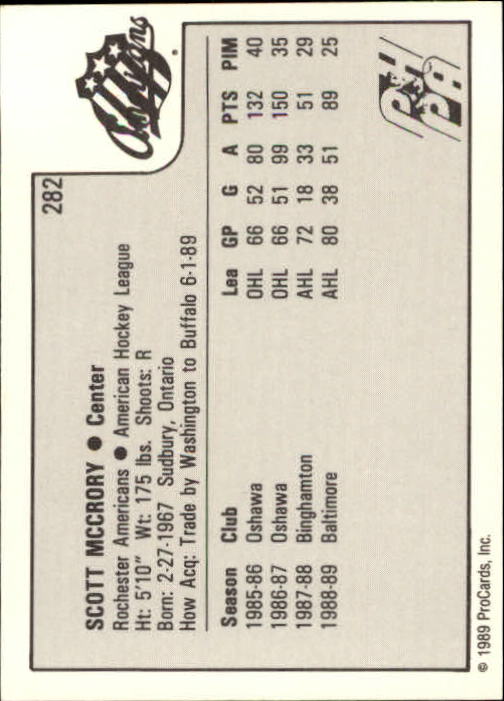 282
Americans
SCOTT MCCRORY ● Center
Rochester Americans ● American Hockey League
Ht: 5'10" Wt: 175 lbs. Shoots: R
Born: 2-27-1967 Sudbury, Ontario
How Acq: Trade by Washington to Buffalo 6-1-89
Season Club Lea GP G A PTS PIM
1985-86 Oshawa OHL 66 52 80 132 40
1986-87 Oshawa OHL 66 51 99 150 35
1987-88 Binghamton AHL 72 18 33 51 29
1988-89 Baltimore AHL 80 38 51 89 25
PHPA
© 1989 ProCards, Inc.